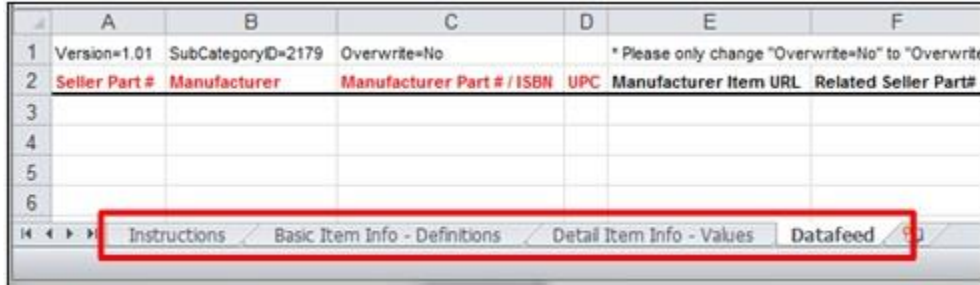 A B C D E F
1 Version=1.01 SubCategoryID=2179 Overwrite=No * Please only change "Overwrite=No" to "Overwrite
2 Seller Part # Manufacturer Manufacturer Part # / ISBN UPC Manufacturer Item URL Related Seller Part#
3
4
5
6
Instructions Basic Item Info - Definitions Detail Item Info - Values Datafeed